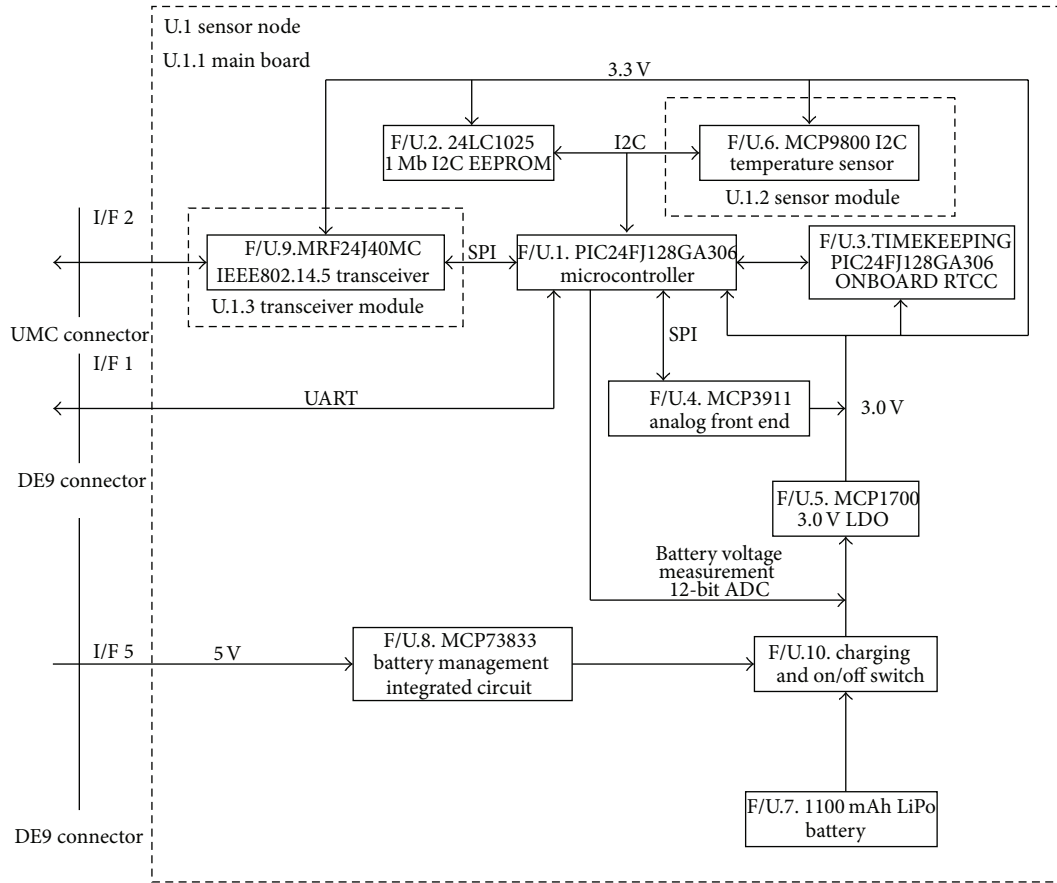 U.1 sensor node
U.1.1 main board
3.3 V
F/U.2. 24LC1025
1 Mb I2C EEPROM
I2C
F/U.6. MCP9800 I2C
temperature sensor
U.1.2 sensor module
I/F 2
F/U.9.MRF24J40MC
IEEE802.14.5 transceiver
U.1.3 transceiver module
SPI
F/U.1. PIC24FJ128GA306
microcontroller
F/U.3.TIMEKEEPING
PIC24FJ128GA306
ONBOARD RTCC
UMC connector
SPI
I/F 1
UART
F/U.4. MCP3911
analog front end
3.0 V
DE9 connector
F/U.5. MCP1700
3.0 V LDO
Battery voltage
measurement
12-bit ADC
I/F 5
5 V
F/U.8. MCP73833
battery management
integrated circuit
F/U.10. charging
and on/off switch
F/U.7. 1100 mAh LiPo
battery
DE9 connector